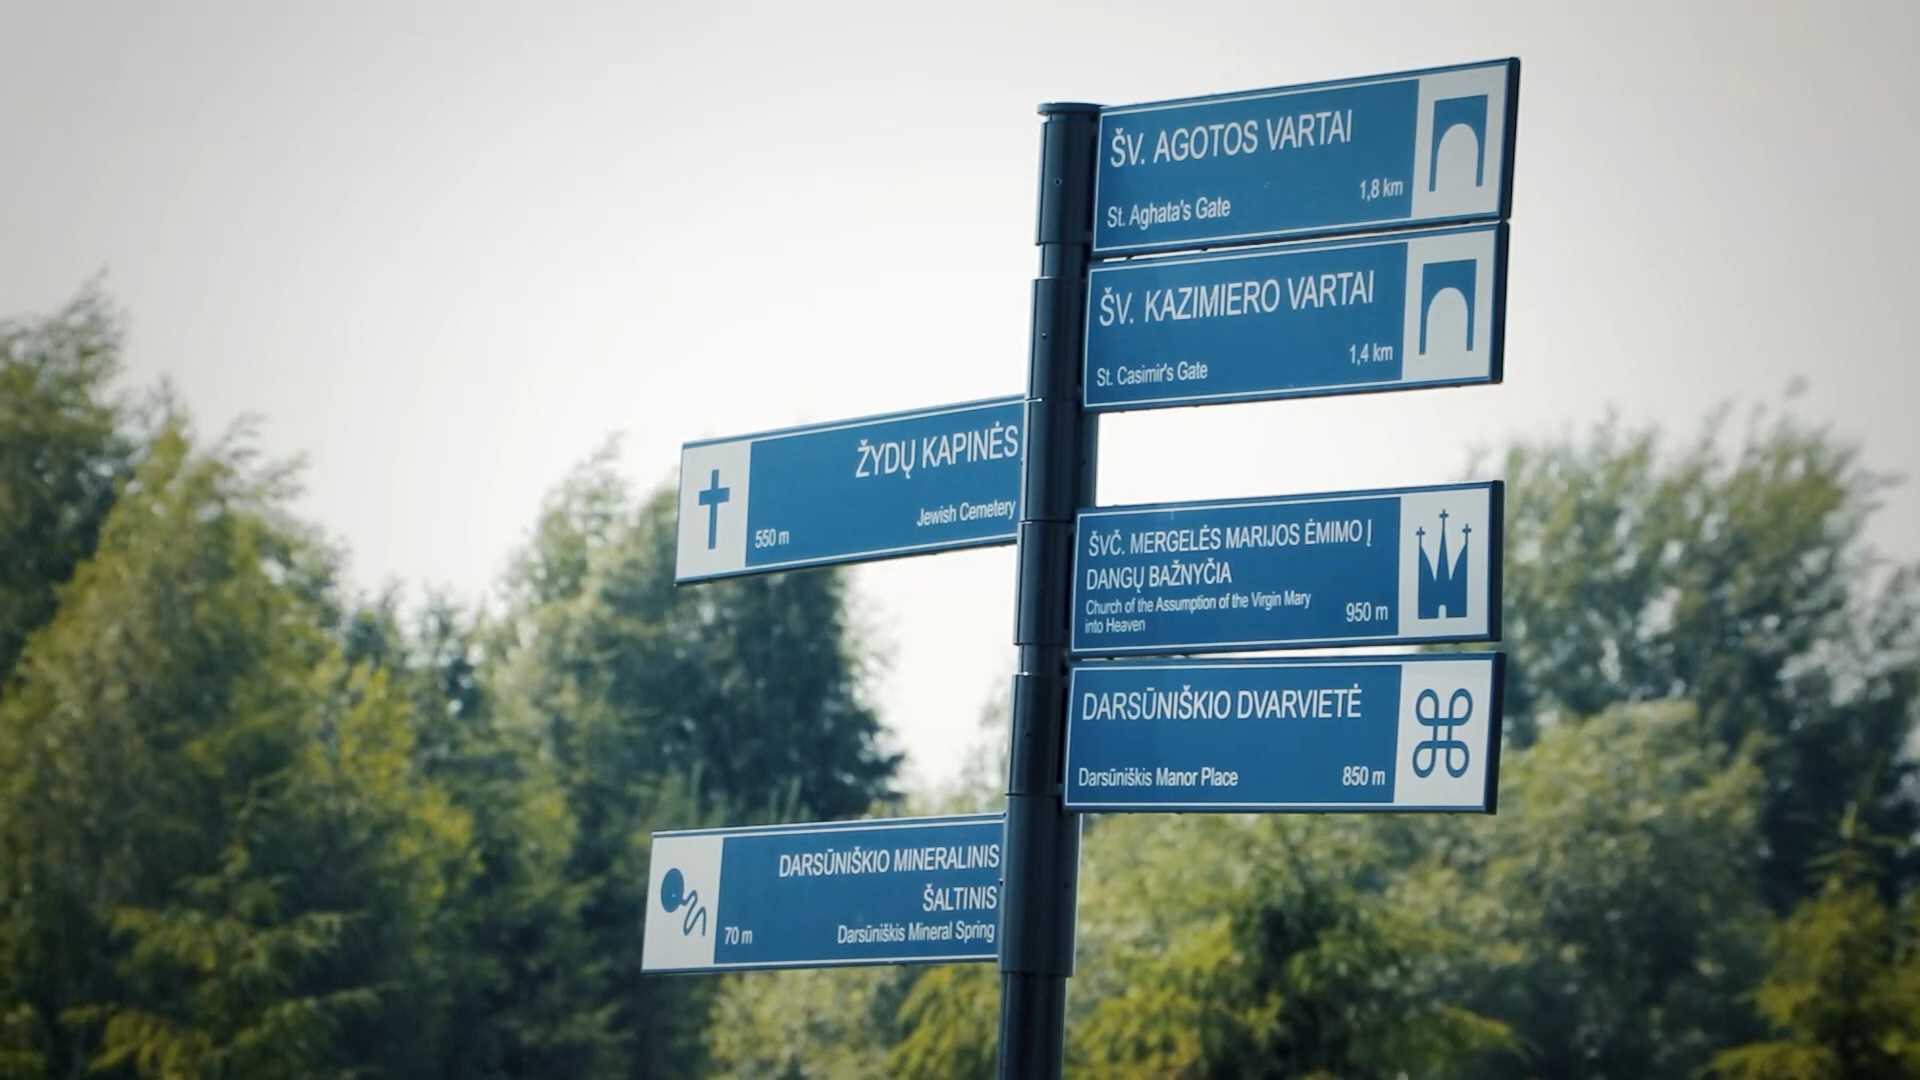 ŠV. AGOTOS VARTAI
St. Aghata's Gate
1,8 km
ŠV. KAZIMIERO VARTAI
St. Casimir's Gate
1,4 km
ŽYDŲ KAPINĖS
Jewish Cemetery
550 m
ŠVČ. MERGELĖS MARIJOS ĖMIMO Į
DANGŲ BAŽNYČIA
Church of the Assumption of the Virgin Mary
into Heaven
950 m
DARSŪNIŠKIO DVARVIETĖ
Darsūniškis Manor Place
850 m
DARSŪNIŠKIO MINERALINIS
ŠALTINIS
Darsūniškis Mineral Spring
70 m